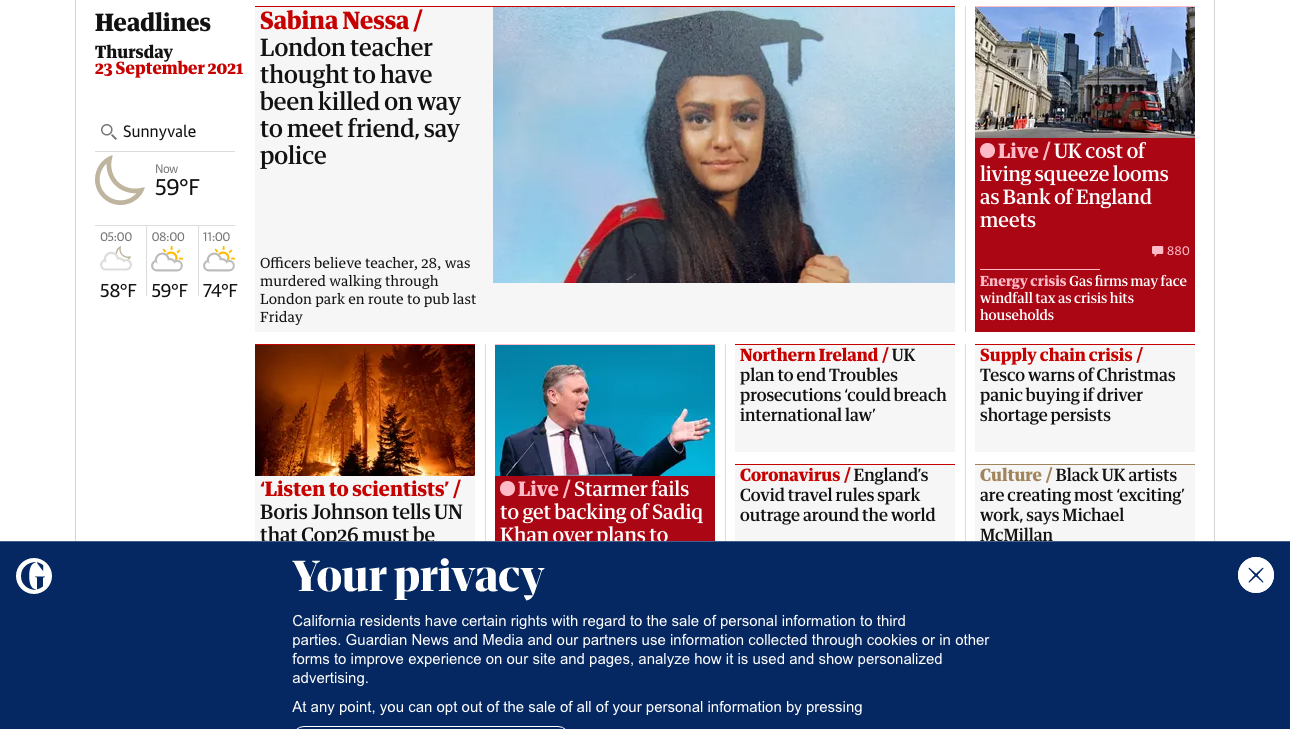 Headlines
Thursday
23 September 2021
Sunnyvale
Now
59°F
05:00
08:00
11:00
58°F
59°F
74°F
Sabina Nessa /
London teacher
thought to have
been killed on way
to meet friend, say
police
Officers believe teacher, 28, was
murdered walking through
London park en route to pub last
Friday
Live / UK cost of
living squeeze looms
as Bank of England
meets
880
Energy crisis Gas firms may face
windfall tax as crisis hits
households
‘Listen to scientists’ /
Boris Johnson tells UN
that Cop26 must be
Live / Starmer fails
to get backing of Sadiq
Khan over plans to
Northern Ireland / UK
plan to end Troubles
prosecutions ‘could breach
international law’
Coronavirus / England’s
Covid travel rules spark
outrage around the world
Supply chain crisis /
Tesco warns of Christmas
panic buying if driver
shortage persists
Culture / Black UK artists
are creating most ‘exciting’
work, says Michael
McMillan
G
Your privacy
California residents have certain rights with regard to the sale of personal information to third
parties. Guardian News and Media and our partners use information collected through cookies or in other
forms to improve experience on our site and pages, analyze how it is used and show personalized
advertising.
At any point, you can opt out of the sale of all of your personal information by pressing